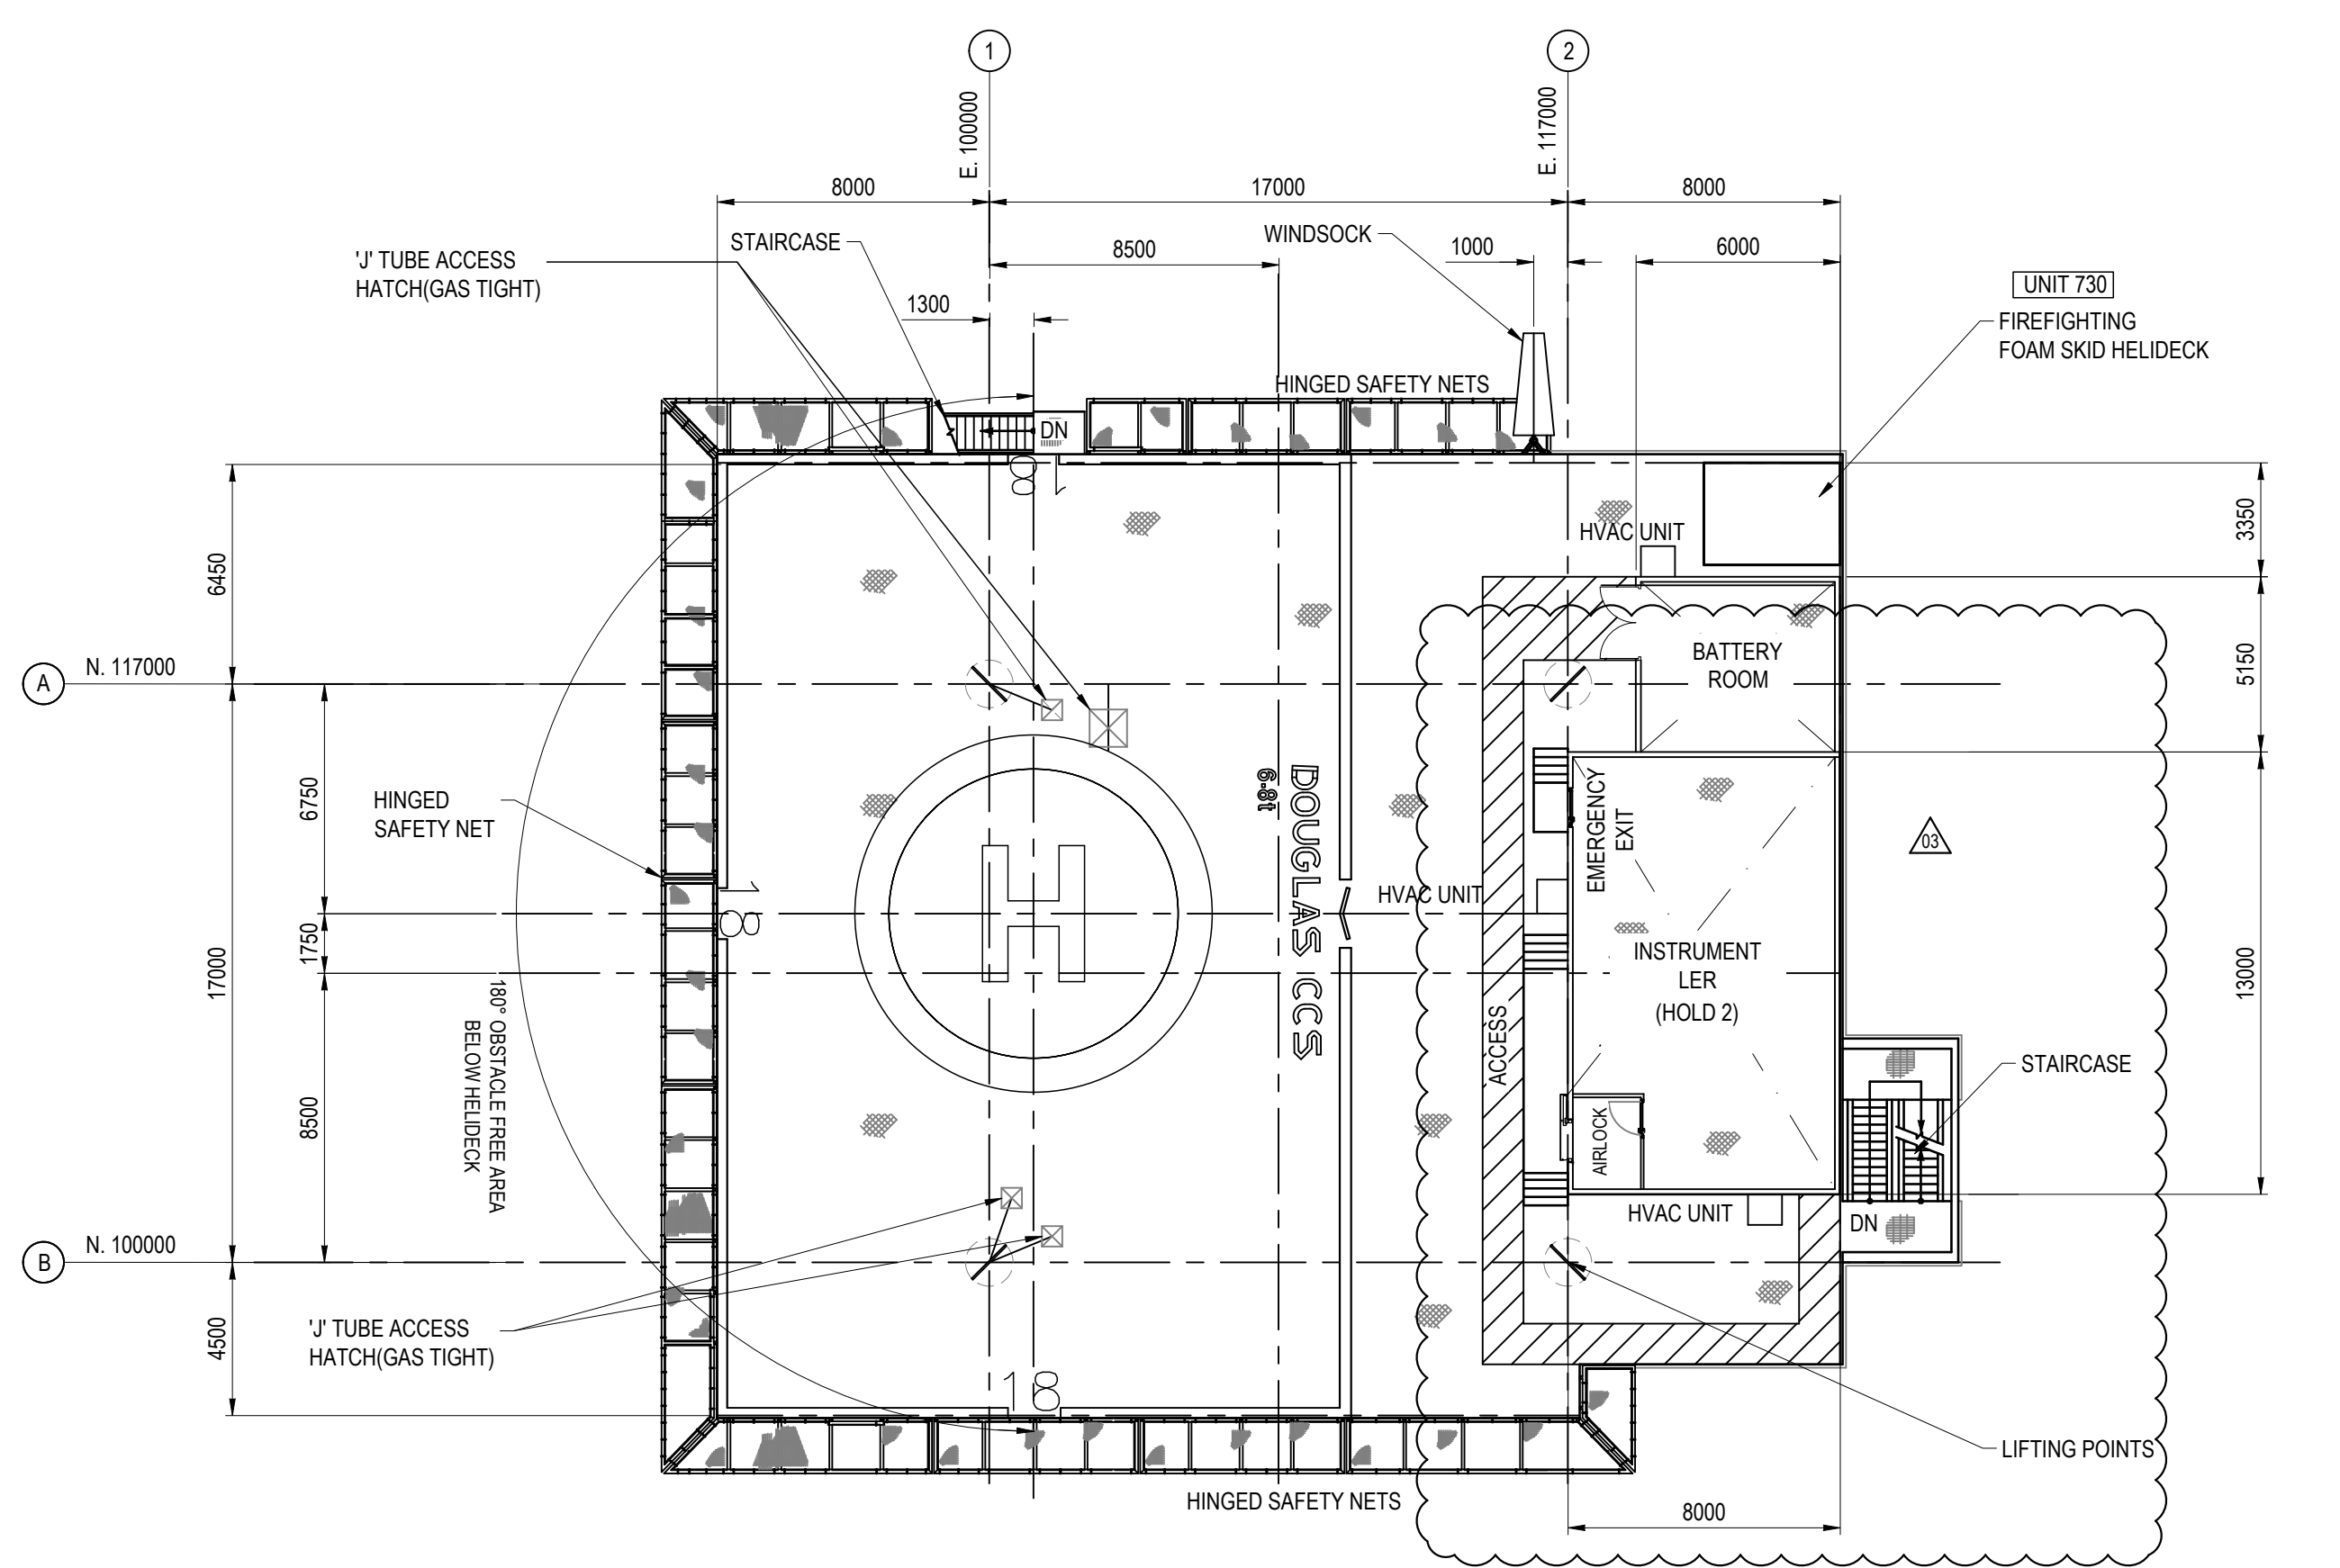 1
2
E. 100000
E. 117000
8000
17000
8000
STAIRCASE
WINDSOCK
8500
1000
6000
'J' TUBE ACCESS
HATCH(GAS TIGHT)
1300
UNIT 730
FIREFIGHTING
FOAM SKID HELIDECK
HINGED SAFETY NETS
DN
18
HVAC UNIT
3350
6450
5150
A
N. 117000
BATTERY
ROOM
6750
HINGED
SAFETY NET
DOUGLAS CCS
6·8t
EMERGENCY
EXIT
03
H
18
HVAC UNIT
1750
17000
INSTRUMENT
LER
(HOLD 2)
13000
180° OBSTACLE FREE AREA
BELOW HELIDECK
8500
ACCESS
STAIRCASE
AIRLOCK
HVAC UNIT
DN
B
N. 100000
4500
'J' TUBE ACCESS
HATCH(GAS TIGHT)
18
LIFTING POINTS
HINGED SAFETY NETS
8000